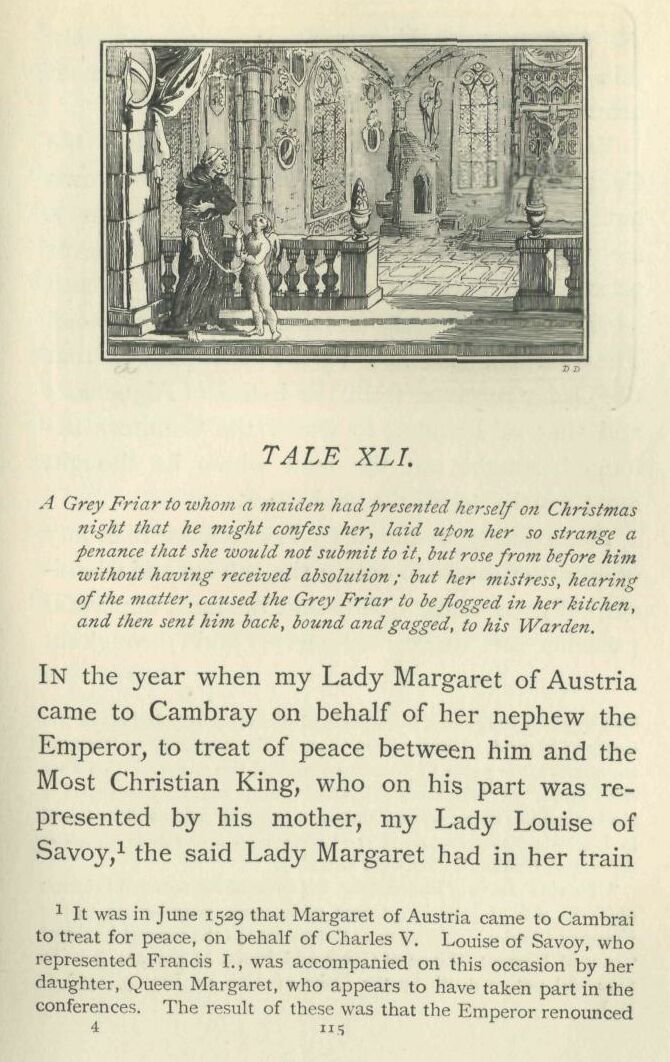 D D
TALE XLI.
A Grey Friar to whom a maiden had presented herself on Christmas
night that he might confess her, laid upon her so strange a
penance that she would not submit to it, but rose from before him
without having received absolution; but her mistress, hearing
of the matter, caused the Grey Friar to be flogged in her kitchen,
and then sent him back, bound and gagged, to his Warden.
IN the year when my Lady Margaret of Austria
came to Cambray on behalf of her nephew the
Emperor, to treat of peace between him and the
Most Christian King, who on his part was re-
presented by his mother, my Lady Louise of
Savoy,¹ the said Lady Margaret had in her train
¹ It was in June 1529 that Margaret of Austria came to Cambrai
to treat for peace, on behalf of Charles V. Louise of Savoy, who
represented Francis I., was accompanied on this occasion by her
daughter, Queen Margaret, who appears to have taken part in the
conferences. The result of these was that the Emperor renounced
4 115